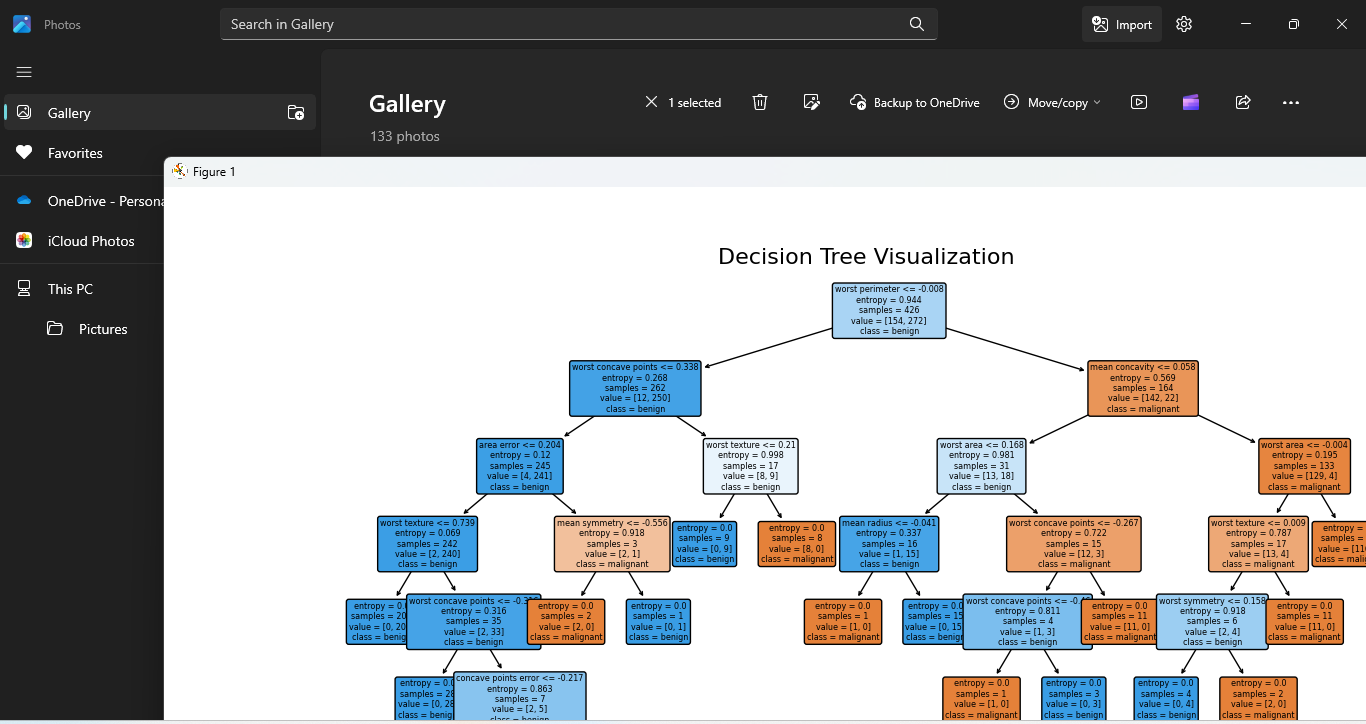 Photos
Search in Gallery
Import
Gallery
Favorites
OneDrive - Persona
iCloud Photos
This PC
Pictures
Gallery
133 photos
1 selected
Backup to OneDrive
Move/copy
Figure 1
Decision Tree Visualization
worst perimeter <= -0.008
entropy = 0.944
samples = 426
value = [154, 272]
class = benign
worst concave points <= 0.338
entropy = 0.268
samples = 262
value = [12, 250]
class = benign
mean concavity <= 0.058
entropy = 0.569
samples = 164
value = [142, 22]
class = malignant
area error <= 0.204
entropy = 0.12
samples = 245
value = [4, 241]
class = benign
worst texture <= 0.21
entropy = 0.998
samples = 17
value = [8, 9]
class = benign
worst area <= 0.168
entropy = 0.981
samples = 31
value = [13, 18]
class = benign
worst area <= -0.004
entropy = 0.195
samples = 133
value = [129, 4]
class = malignant
worst texture <= 0.739
entropy = 0.069
samples = 242
value = [2, 240]
class = benign
mean symmetry <= -0.556
entropy = 0.918
samples = 3
value = [2, 1]
class = malignant
entropy = 0.0
samples = 9
value = [0, 9]
class = benign
entropy = 0.0
samples = 8
value = [8, 0]
class = malignant
mean radius <= -0.041
entropy = 0.337
samples = 16
value = [1, 15]
class = benign
worst concave points <= -0.267
entropy = 0.722
samples = 15
value = [12, 3]
class = malignant
worst texture <= 0.009
entropy = 0.787
samples = 17
value = [13, 4]
class = malignant
entropy =
samples =
value = [11
class = mali
entropy = 0.
samples = 20
value = [0, 20
class = benig
worst concave points <=
entropy = 0.316
samples = 35
value = [2, 33]
class = benign
entropy = 0.0
samples = 2
value = [2, 0]
class = malignant
entropy = 0.0
samples = 1
value = [0, 1]
class = benign
entropy = 0.0
samples = 1
value = [1, 0]
class = malignant
entropy = 0.0
samples = 15
value = [0, 15
class = benig
worst concave points <=
entropy = 0.811
samples = 4
value = [1, 3]
class = benign
entropy = 0.0
samples = 11
value = [11, 0]
class = malignant
worst symmetry <= 0.158
entropy = 0.918
samples = 6
value = [2, 4]
class = benign
entropy = 0.0
samples = 11
value = [11, 0]
class = malignant
entropy = 0.0
samples = 28
value = [0, 28
class = benig
concave points error <= -0.217
entropy = 0.863
samples = 7
value = [2, 5]
class = benign
entropy = 0.0
samples = 1
value = [1, 0]
class = malignant
entropy = 0.0
samples = 3
value = [0, 3]
class = benign
entropy = 0.0
samples = 4
value = [0, 4]
class = benign
entropy = 0.0
samples = 2
value = [2, 0]
class = malignant